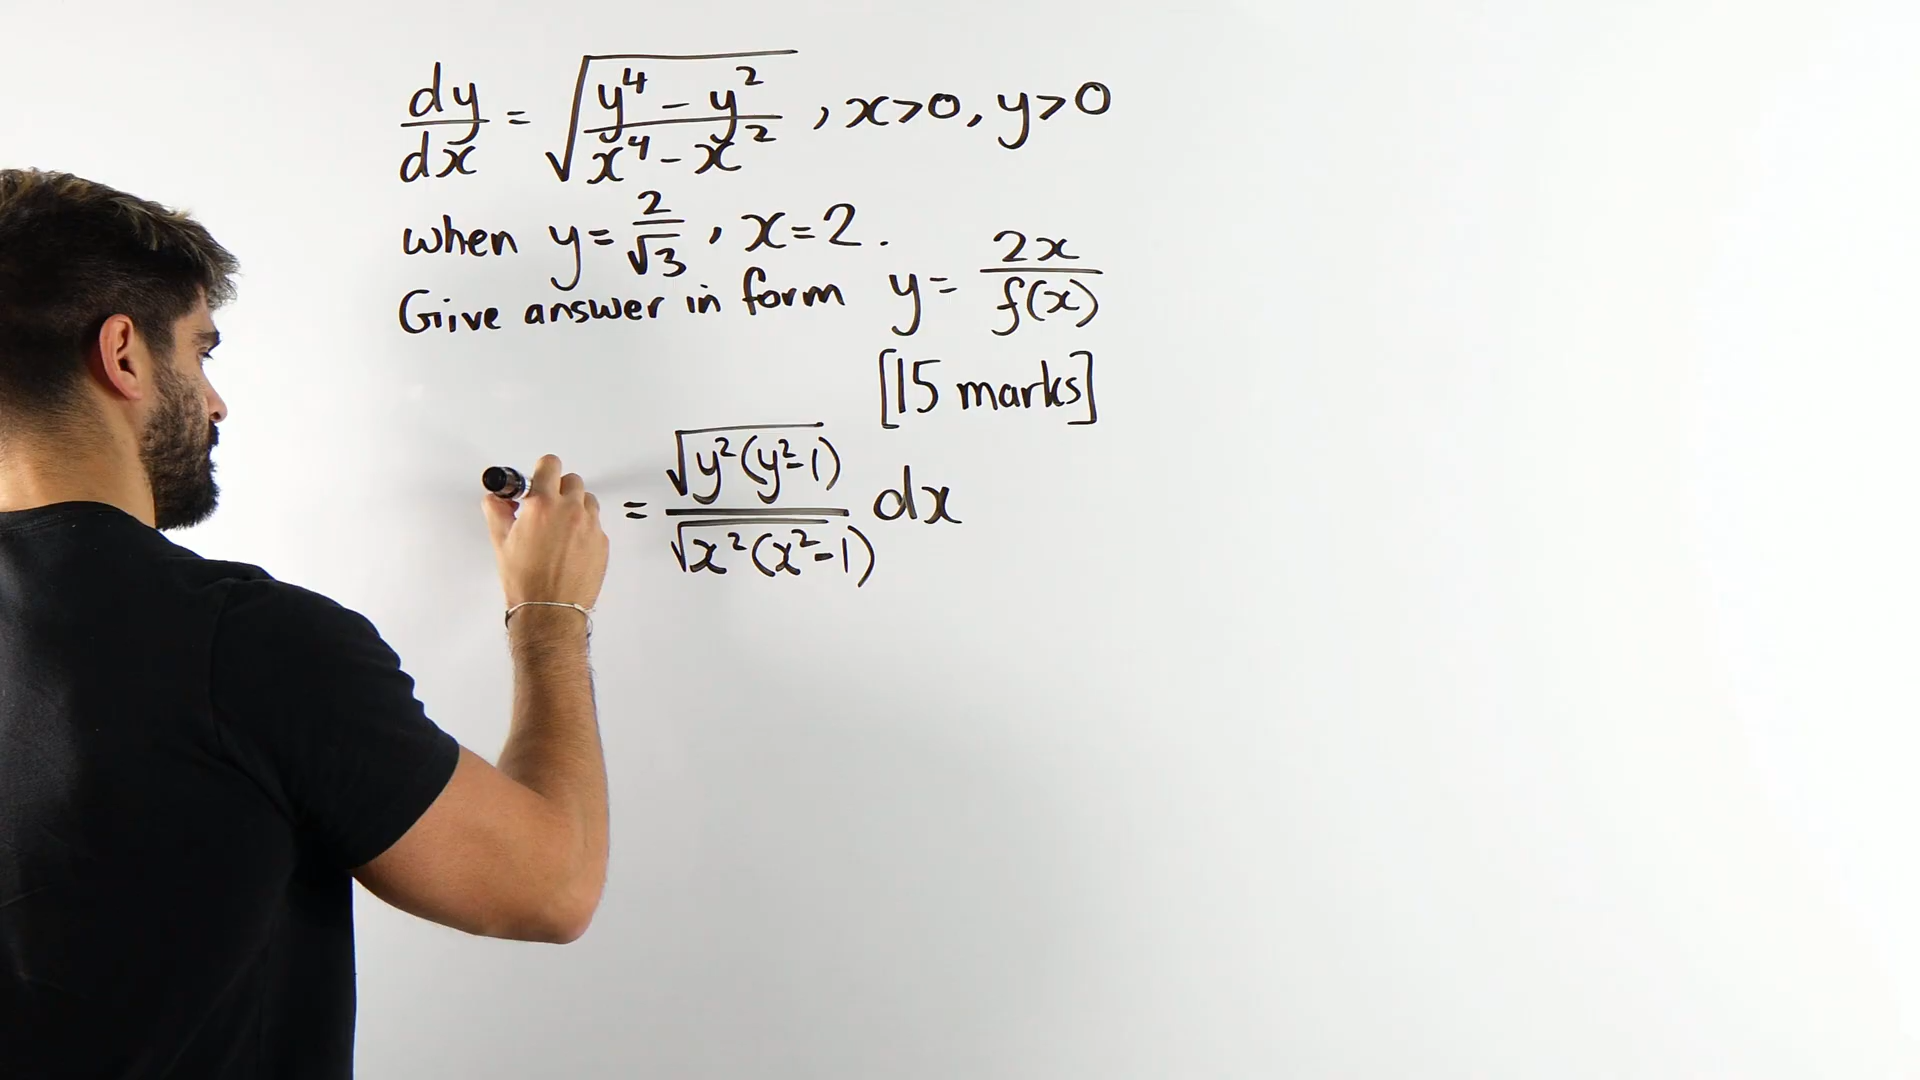 dy/dx = √((y⁴ - y²)/(x⁴ - x²)) , x>0, y>0
when y = 2/√3 , x=2 .
Give answer in form y = 2x/f(x)
[15 marks]
= √(y²(y²-1))/√(x²(x²-1)) dx